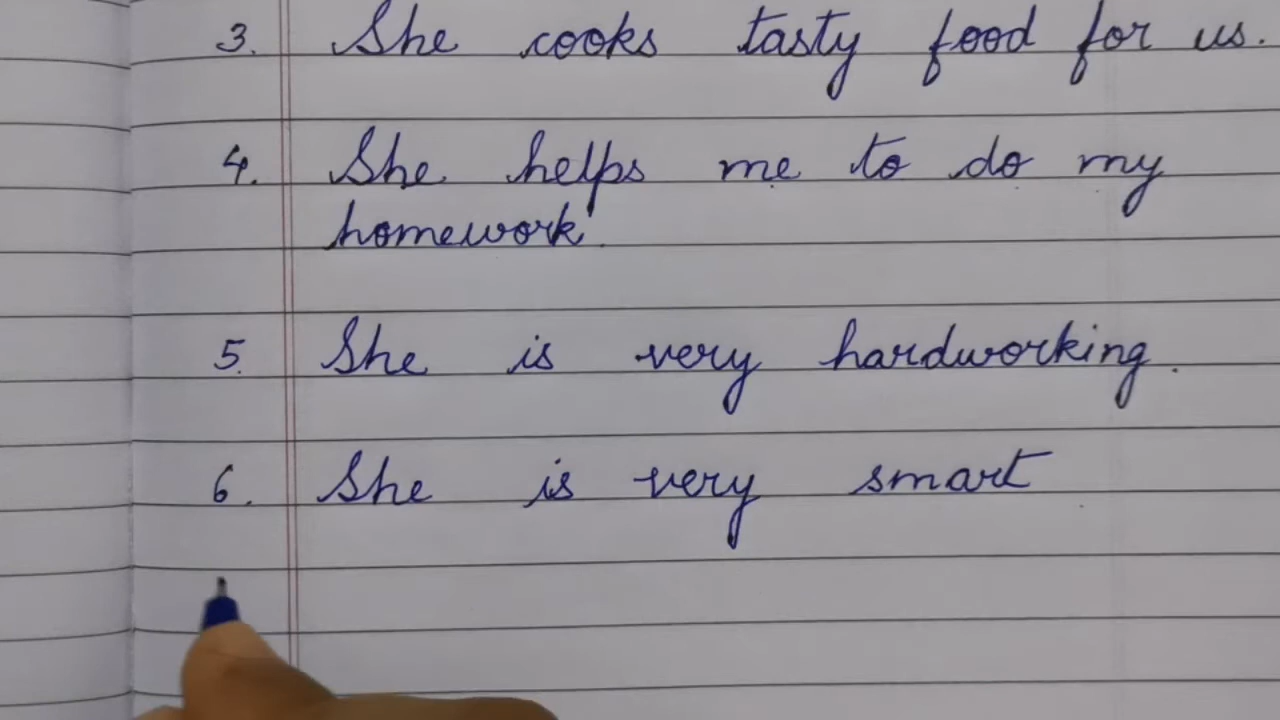 3. She cooks tasty food for us.
4. She helps me to do my
homework.
5. She is very hardworking.
6. She is very smart.